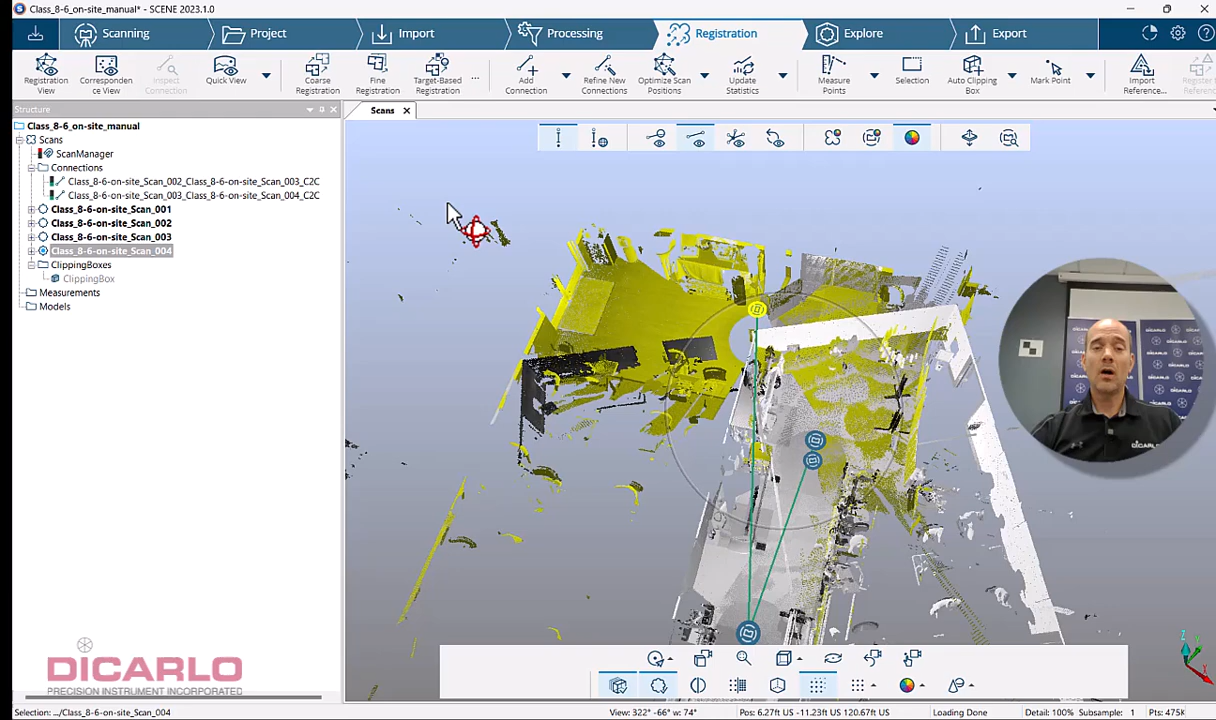 Class_8-6_on-site_manual* - SCENE 2023.1.0
Scanning
Project
Import
Processing
Registration
Explore
Export
Registration View
Corresponden ce View
Inspect Connection
Quick View
Coarse Registration
Fine Registration
Target-Based Registration
...
Add Connection
Refine New Connections
Optimize Scan Positions
Update Statistics
Measure Points
Selection
Auto Clipping Box
Mark Point
Import Reference...
Register Referenc
Structure
Scans
Class_8-6_on-site_manual
Scans
ScanManager
Connections
Class_8-6-on-site_Scan_002_Class_8-6-on-site_Scan_003_C2C
Class_8-6-on-site_Scan_003_Class_8-6-on-site_Scan_004_C2C
Class_8-6-on-site_Scan_001
Class_8-6-on-site_Scan_002
Class_8-6-on-site_Scan_003
Class_8-6-on-site_Scan_004
ClippingBoxes
ClippingBox
Measurements
Models
DICARLO
PRECISION INSTRUMENT INCORPORATED
Selection: .../Class_8-6-on-site_Scan_004
View: 322° -66° w: 74°
Pos: 6.27ft US -11.23ft US 120.67ft US
Loading Done
Detail: 100%
Subsample: 1
Pts: 475K